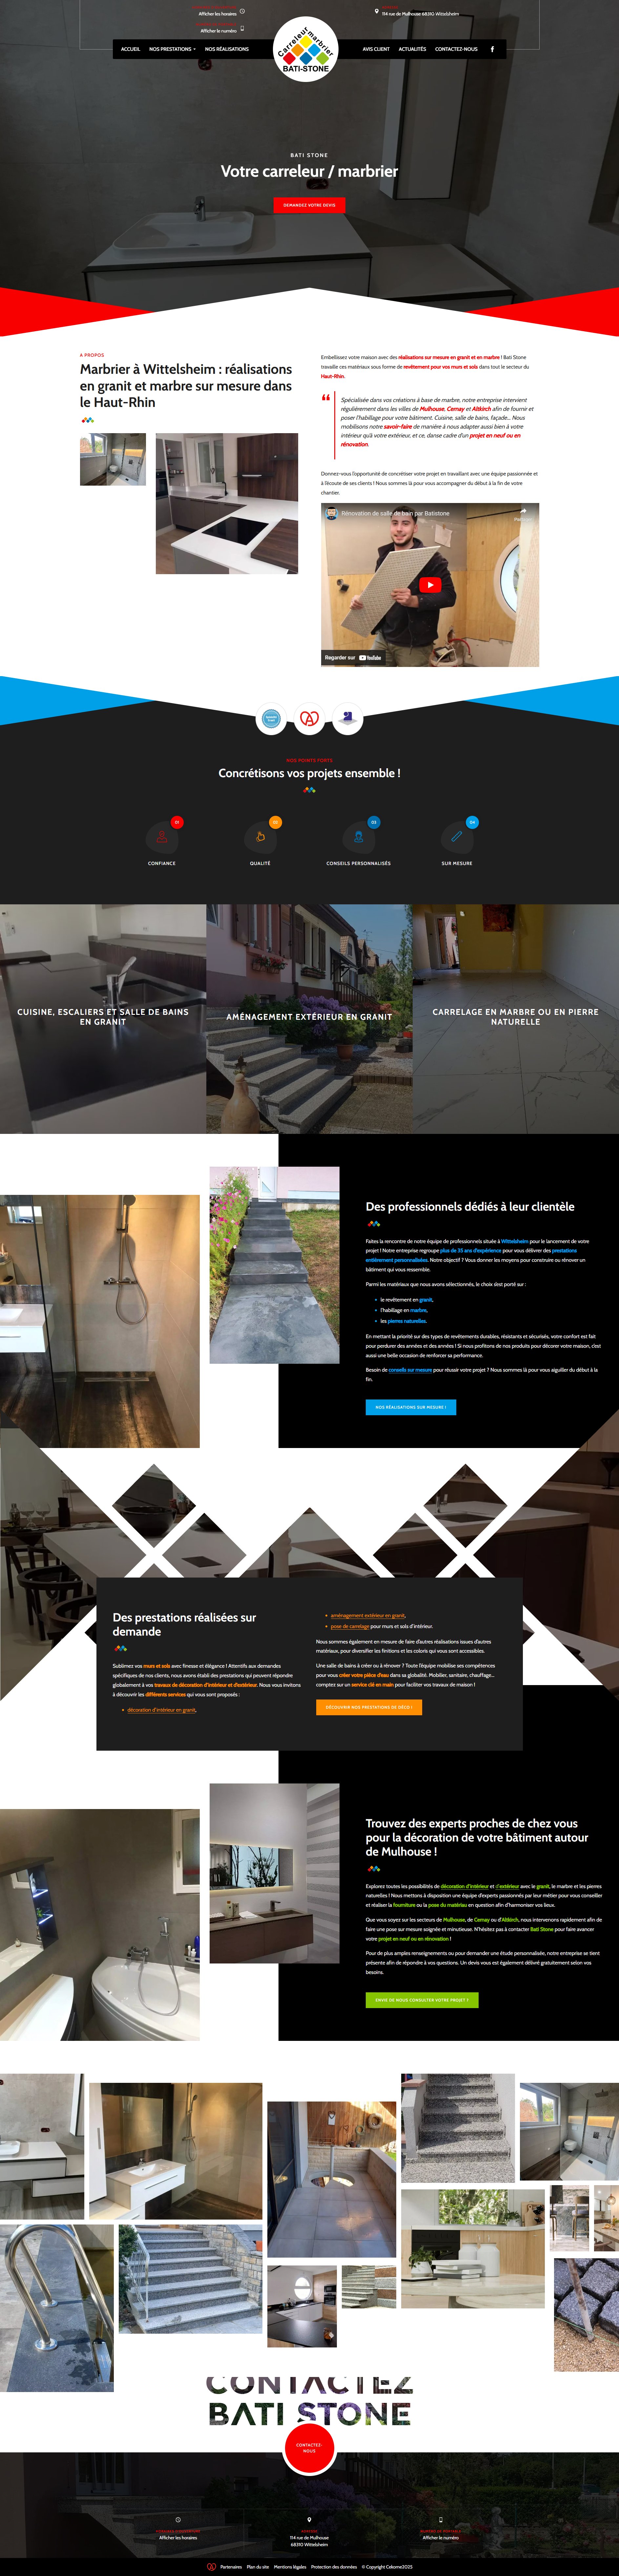 Afficher les horaires
Afficher le numéro
114 rue de Mulhouse 68310 Wittelsheim
ACCUEIL NOS PRESTATIONS NOS RÉALISATIONS
Carreleur marbrier
BATI-STONE
AVIS CLIENT ACTUALITÉS CONTACTEZ-NOUS
BATI STONE
Votre carreleur / marbrier
DEMANDEZ VOTRE DEVIS
A PROPOS
Marbrier à Wittelsheim : réalisations
en granit et marbre sur mesure dans
le Haut-Rhin
Embellissez votre maison avec des réalisations sur mesure en granit et en marbre ! Bati Stone
travaille ces matériaux sous forme de revêtement pour vos murs et sols dans tout le secteur du
Haut-Rhin.
Spécialisée dans vos créations à base de marbre, notre entreprise intervient
régulièrement dans les villes de Mulhouse, Cernay et Altkirch afin de fournir et
poser l'habillage pour votre bâtiment. Cuisine, salle de bains, façade... Nous
mobilisons notre savoir-faire de manière à nous adapter aussi bien à votre
intérieur qu'à votre extérieur, et ce, danse cadre d'un projet en neuf ou en
rénovation.
Donnez-vous l'opportunité de concrétiser votre projet en travaillant avec une équipe passionnée et
à l'écoute de ses clients ! Nous sommes là pour vous accompagner du début à la fin de votre
chantier.
Rénovation de salle de bain par Batistone
Regarder sur YouTube
NOS POINTS FORTS
Concrétisons vos projets ensemble !
01
02
03
04
CONFIANCE
QUALITÉ
CONSEILS PERSONNALISÉS
SUR MESURE
CUISINE, ESCALIERS ET SALLE DE BAINS
EN GRANIT
AMÉNAGEMENT EXTÉRIEUR EN GRANIT
CARRELAGE EN MARBRE OU EN PIERRE
NATURELLE
Des professionnels dédiés à leur clientèle
Faites la rencontre de notre équipe de professionnels située à Wittelsheim pour le lancement de votre
projet ! Notre entreprise regroupe plus de 35 ans d'expérience pour vous délivrer des prestations
entièrement personnalisées. Notre objectif ? Vous donner les moyens pour construire ou rénover un
bâtiment qui vous ressemble.
Parmi les matériaux que nous avons sélectionnés, le choix s'est porté sur :
le revêtement en granit,
l'habillage en marbre,
les pierres naturelles.
En mettant la priorité sur des types de revêtements durables, résistants et sécurisés, votre confort est fait
pour perdurer des années et des années ! Si nous profitons de nos produits pour décorer votre maison, c'est
aussi une belle occasion de renforcer sa performance.
Besoin de conseils sur mesure pour réussir votre projet ? Nous sommes là pour vous aiguiller du début à la
fin.
NOS RÉALISATIONS SUR MESURE !
Des prestations réalisées sur
demande
Sublimez vos murs et sols avec finesse et élégance ! Attentifs aux demandes
spécifiques de nos clients, nous avons établi des prestations qui peuvent répondre
globalement à vos travaux de décoration d'intérieur et d'extérieur. Nous vous invitons
à découvrir les différents services qui vous sont proposés :
décoration d'intérieur en granit,
aménagement extérieur en granit,
pose de carrelage pour murs et sols d'intérieur.
Nous sommes également en mesure de faire d'autres réalisations issues d'autres
matériaux, pour diversifier les finitions et les coloris qui vous sont accessibles.
Une salle de bains à créer ou à rénover ? Toute l'équipe mobilise ses compétences
pour vous créer votre pièce d'eau dans sa globalité. Mobilier, sanitaire, chauffage...
comptez sur un service clé en main pour faciliter vos travaux de maison !
DÉCOUVRIR NOS PRESTATIONS DE DÉCO !
Trouvez des experts proches de chez vous
pour la décoration de votre bâtiment autour
de Mulhouse !
Explorez toutes les possibilités de décoration d'intérieur et d'extérieur avec le granit, le marbre et les pierres
naturelles ! Nous mettons à disposition une équipe d'experts passionnés par leur métier pour vous conseiller
et réaliser la fourniture ou la pose du matériau en question afin d'harmoniser vos lieux.
Que vous soyez sur les secteurs de Mulhouse, de Cernay ou d'Altkirch, nous intervenons rapidement afin de
faire une pose sur mesure soignée et minutieuse. N'hésitez pas à contacter Bati Stone pour faire avancer
votre projet en neuf ou en rénovation !
Pour de plus amples renseignements ou pour demander une étude personnalisée, notre entreprise se tient
présente afin de répondre à vos questions. Un devis vous est également délivré gratuitement selon vos
besoins.
ENVIE DE NOUS CONSULTER VOTRE PROJET ?
CONTACTEZ
BATI STONE
CONTACTEZ-
NOUS
Afficher les horaires
114 rue de Mulhouse
68310 Wittelsheim
Afficher le numéro
Partenaires Plan du site Mentions légales Protection des données © Copyright Cekome2025